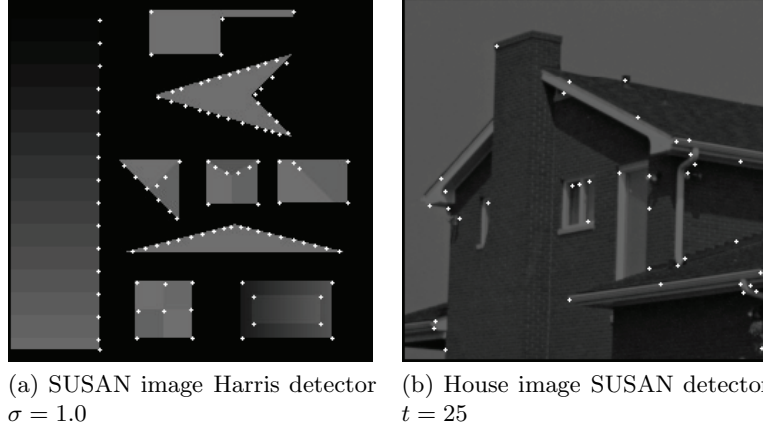 (a) SUSAN image Harris detector
σ = 1.0
(b) House image SUSAN detector
t = 25